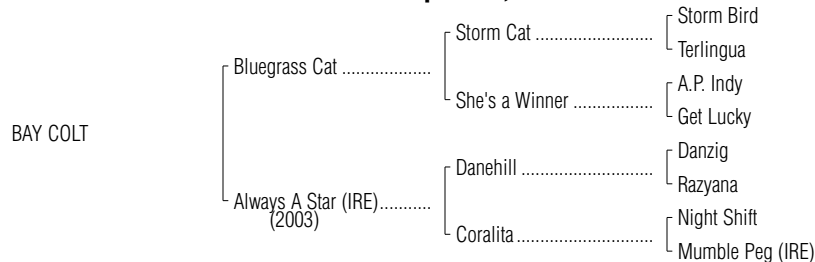 Storm Bird
Storm Cat .........................
Terlingua
Bluegrass Cat ...................
A.P. Indy
She's a Winner .................
Get Lucky
BAY COLT
Danzig
Danehill .............................
Razyana
Always A Star (IRE)...........
(2003)
Night Shift
Coralita.............................
Mumble Peg (IRE)